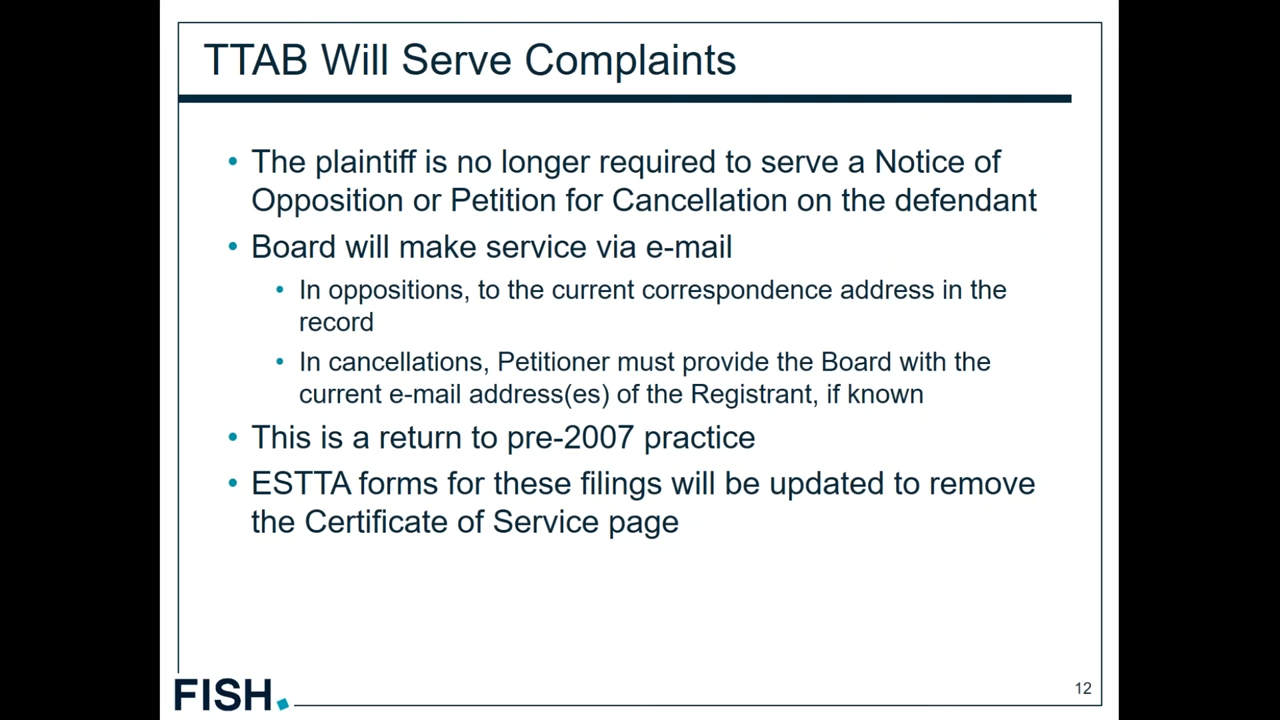 TTAB Will Serve Complaints
• The plaintiff is no longer required to serve a Notice of
Opposition or Petition for Cancellation on the defendant
• Board will make service via e-mail
• In oppositions, to the current correspondence address in the
record
• In cancellations, Petitioner must provide the Board with the
current e-mail address(es) of the Registrant, if known
• This is a return to pre-2007 practice
• ESTTA forms for these filings will be updated to remove
the Certificate of Service page
FISH.
12